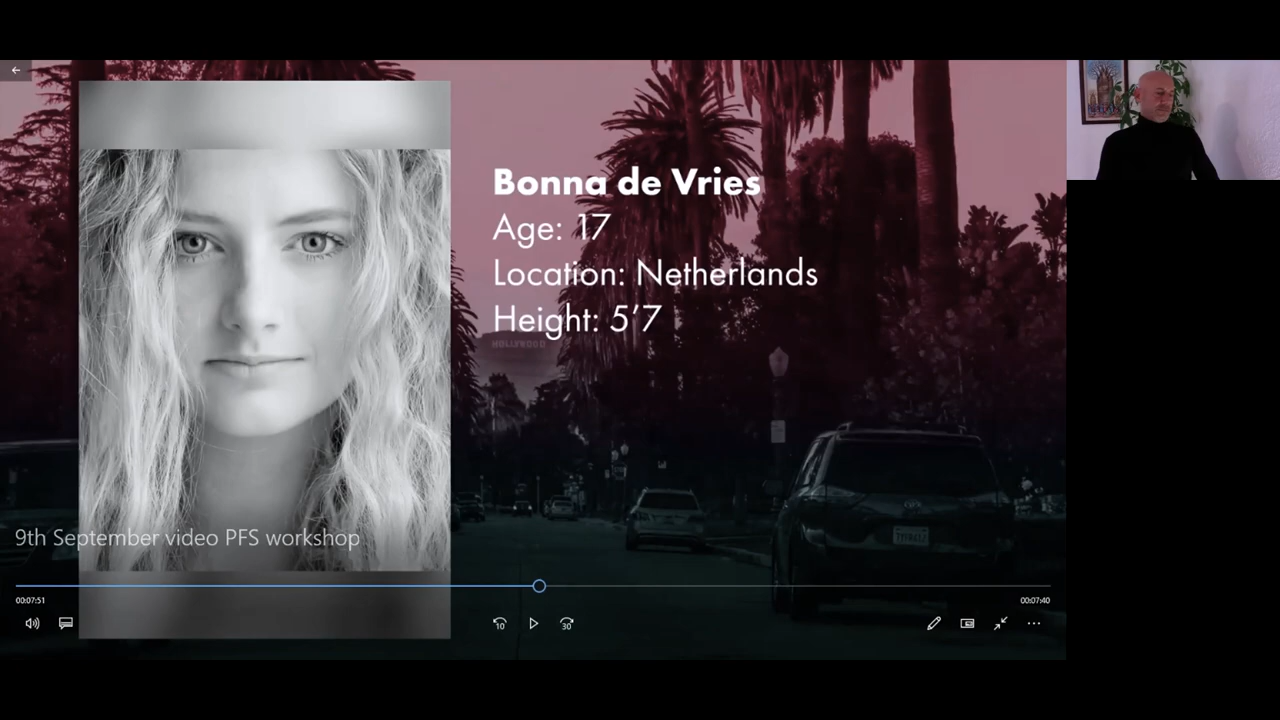 Bonna de Vries
Age: 17
Location: Netherlands
Height: 5'7
HOLLYWOOD
9th September video PFS workshop
00:07:51
00:07:40
10
30